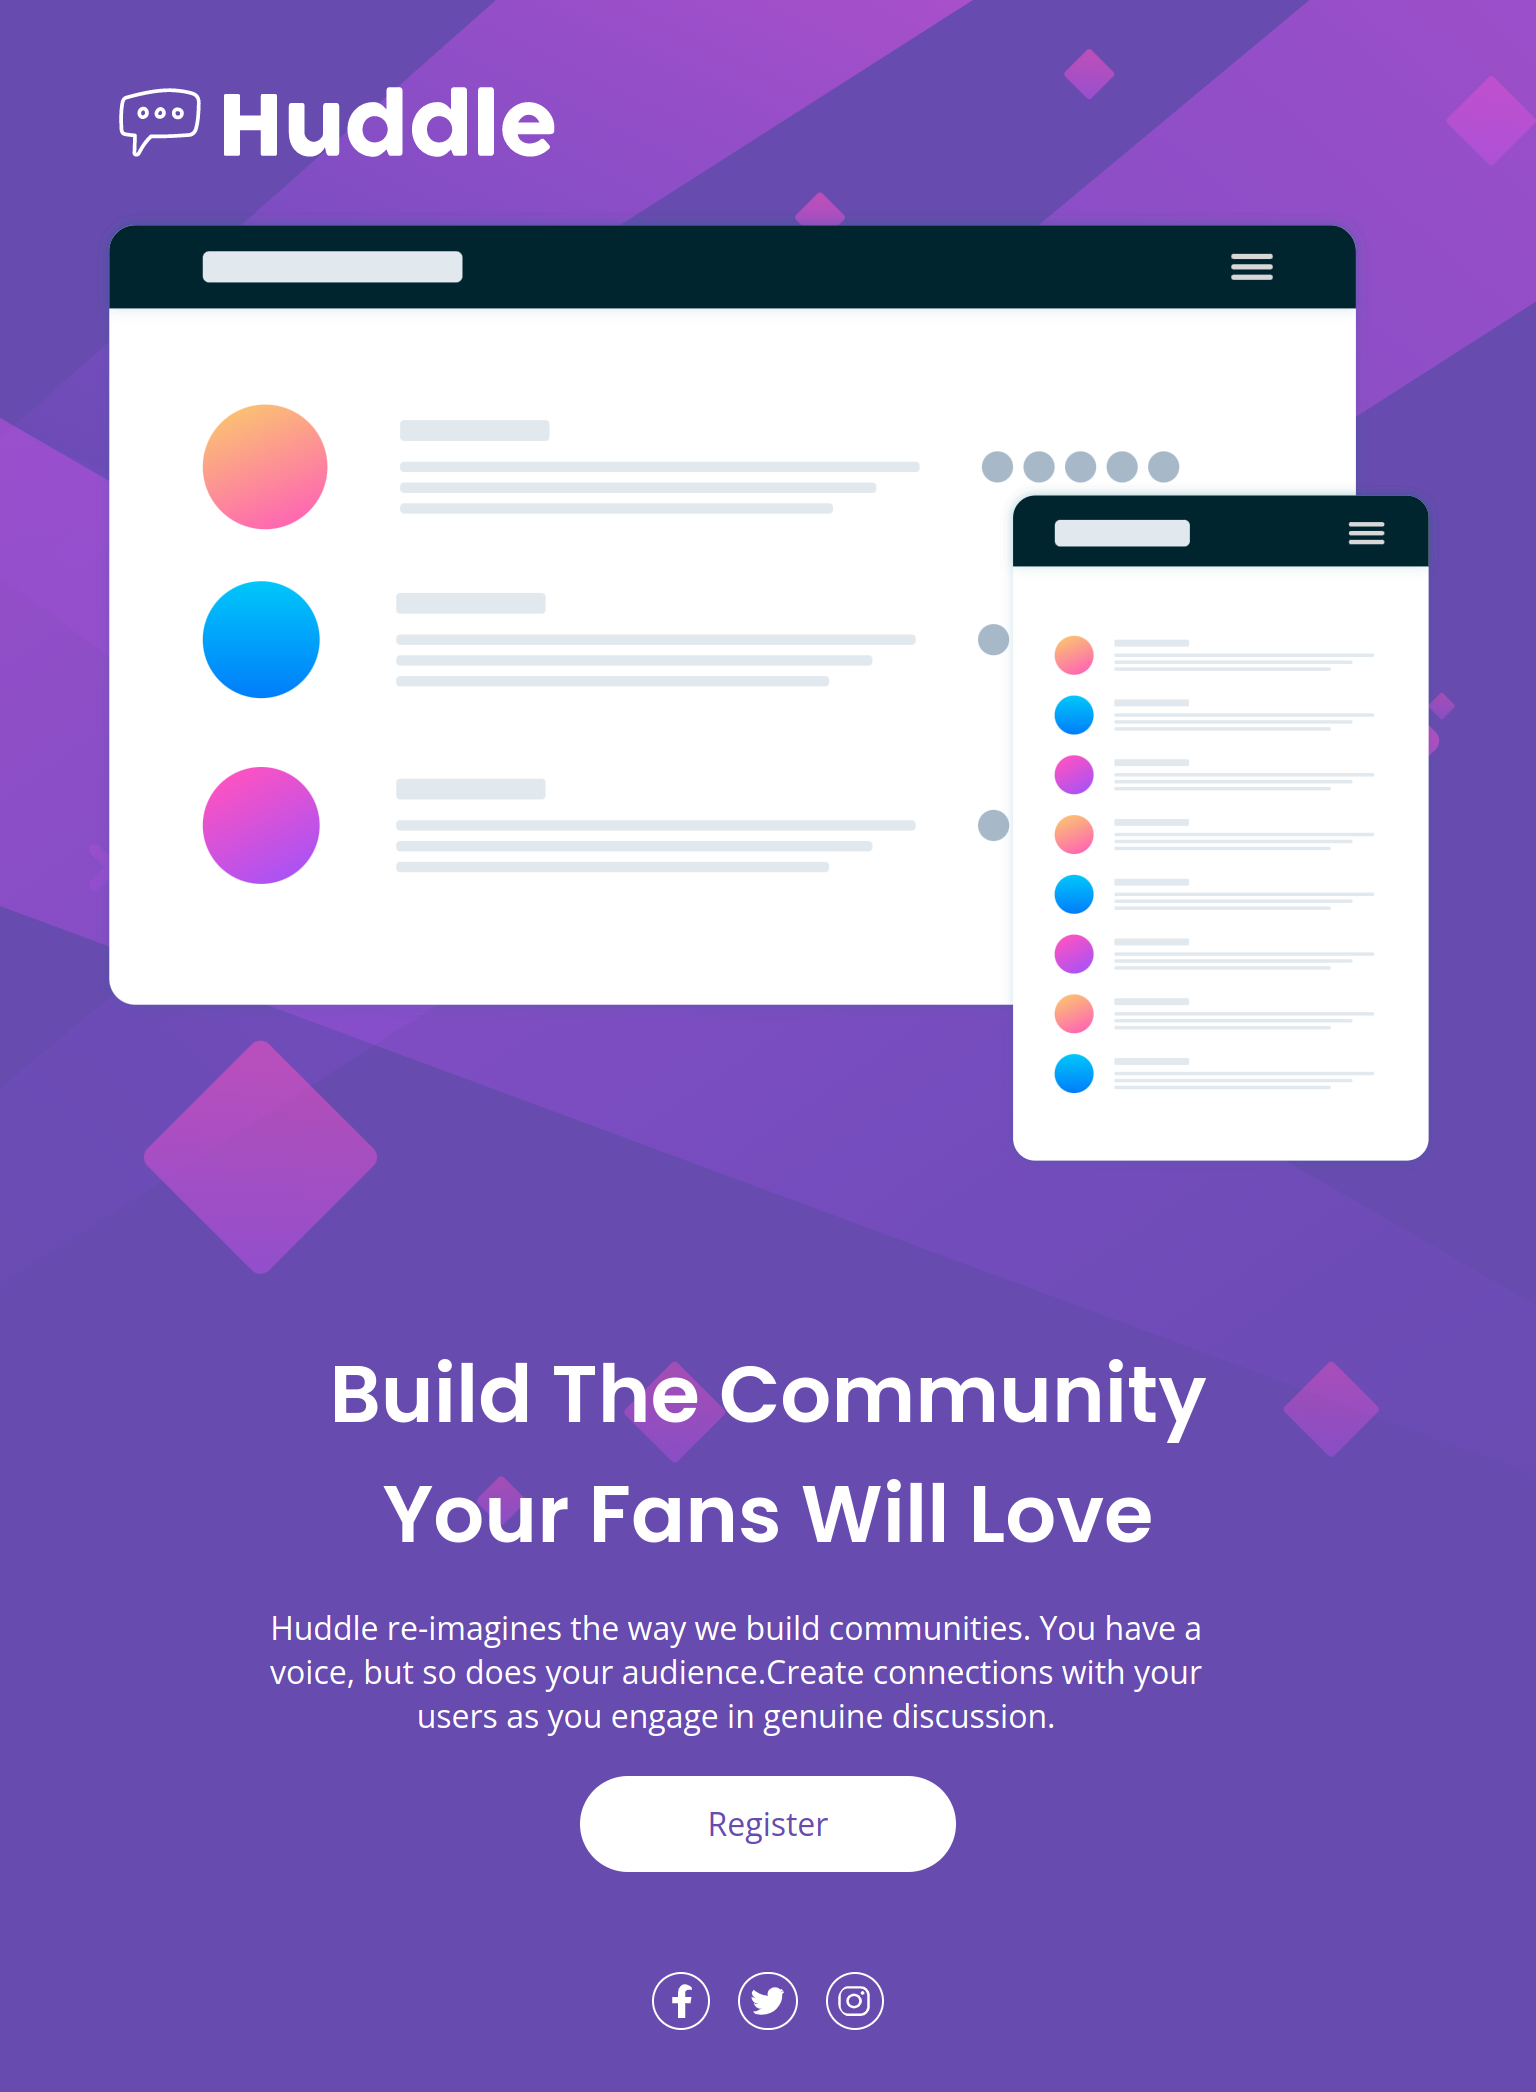 Huddle
Build The Community
Your Fans Will Love
Huddle re-imagines the way we build communities. You have a
voice, but so does your audience.Create connections with your
users as you engage in genuine discussion.
Register